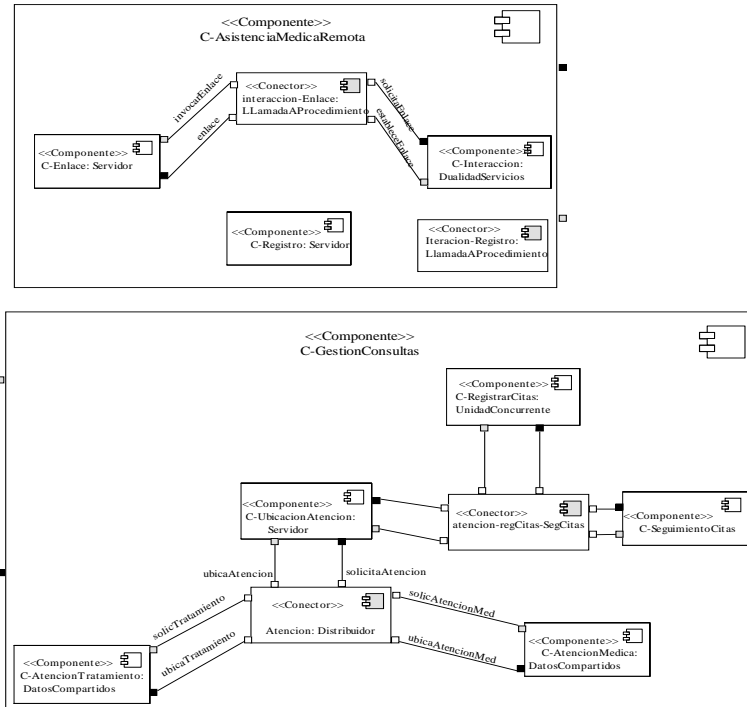 <<Componente>>
C-AsistenciaMedicaRemota
invocarEnlace
enlace
<<Conector>>
interaccion-Enlace:
LLamadaAProcedimiento
solicitaEnlace
estableceEnlace
<<Componente>>
C-Enlace: Servidor
<<Componente>>
C-Interaccion:
DualidadServicios
<<Componente>>
C-Registro: Servidor
<<Conector>>
Iteracion-Registro:
LlamadaAProcedimiento
<<Componente>>
C-GestionConsultas
<<Componente>>
C-RegistrarCitas:
UnidadConcurrente
<<Componente>>
C-UbicacionAtencion:
Servidor
<<Conector>>
atencion-regCitas-SegCitas
<<Componente>>
C-SeguimientoCitas
ubicaAtencion
solicitaAtencion
solicTratamiento
ubicaTratamiento
<<Conector>>
Atencion: Distribuidor
solicAtencionMed
ubicaAtencionMed
<<Componente>>
C-AtencionTratamiento:
DatosCompartidos
<<Componente>>
C-AtencionMedica:
DatosCompartidos